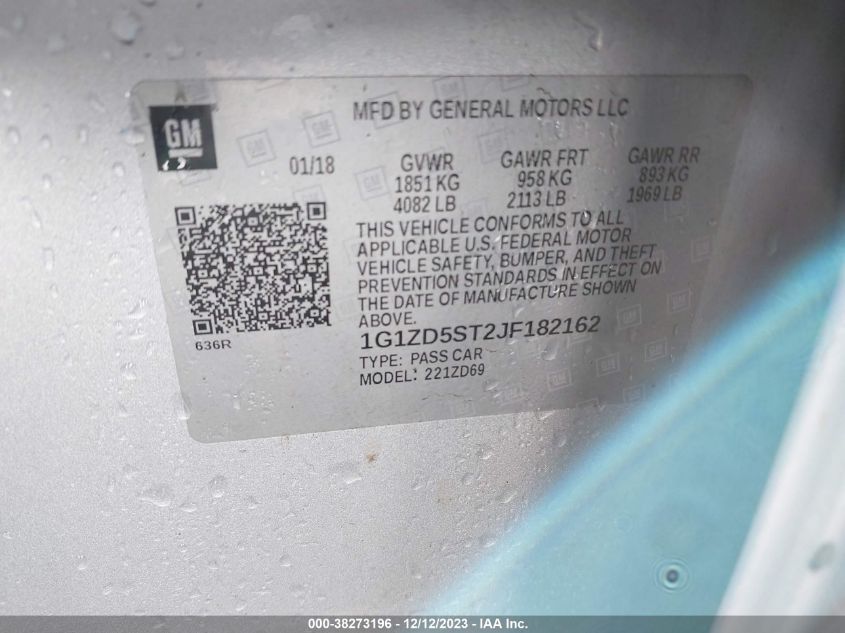 MFD BY GENERAL MOTORS LLC
GM
01/18
GVWR
1851 KG
4082 LB
GAWR FRT
958 KG
2113 LB
GAWR RR
893 KG
1969 LB
THIS VEHICLE CONFORMS TO ALL
APPLICABLE U.S. FEDERAL MOTOR
VEHICLE SAFETY, BUMPER, AND THEFT
PREVENTION STANDARDS IN EFFECT ON
THE DATE OF MANUFACTURE SHOWN
ABOVE.
636R
1G1ZD5ST2JF182162
TYPE: PASS CAR
MODEL: 221ZD69
000-38273196 - 12/12/2023 - IAA Inc.